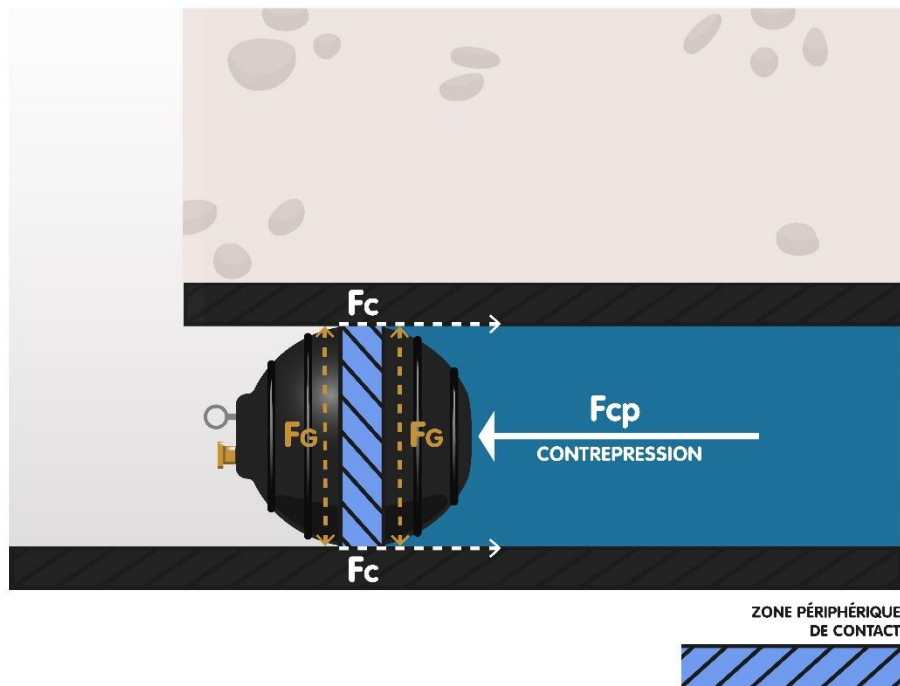 Fc
FG
FG
Fcp
CONTREPRESSION
Fc
ZONE PÉRIPHÉRIQUE
DE CONTACT